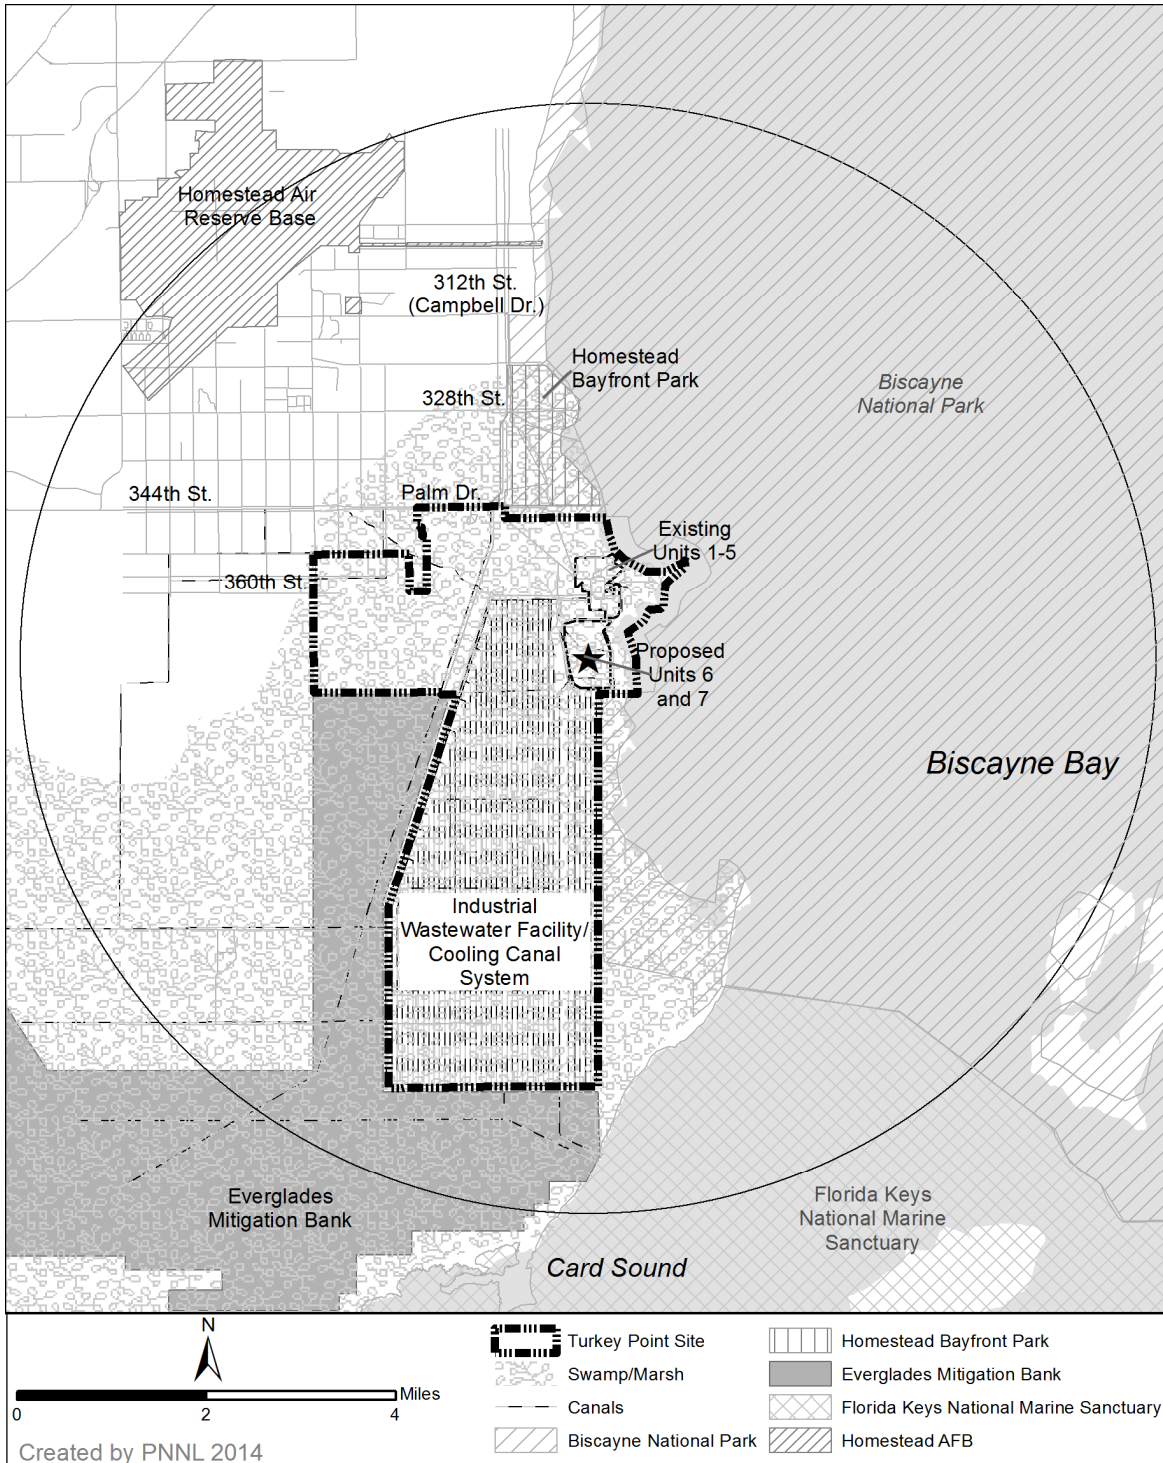 Homestead Air
Reserve Base
312th St.
(Campbell Dr.)
Homestead
Bayfront Park
Biscayne
National Park
328th St.
344th St.
Palm Dr.
Existing
Units 1-5
360th St.
Proposed
Units 6
and 7
Biscayne Bay
Industrial
Wastewater Facility/
Cooling Canal
System
Everglades
Mitigation Bank
Florida Keys
National Marine
Sanctuary
Card Sound
N
Miles
0 2 4
Created by PNNL 2014
Turkey Point Site
Swamp/Marsh
Canals
Biscayne National Park
Homestead Bayfront Park
Everglades Mitigation Bank
Florida Keys National Marine Sanctuary
Homestead AFB